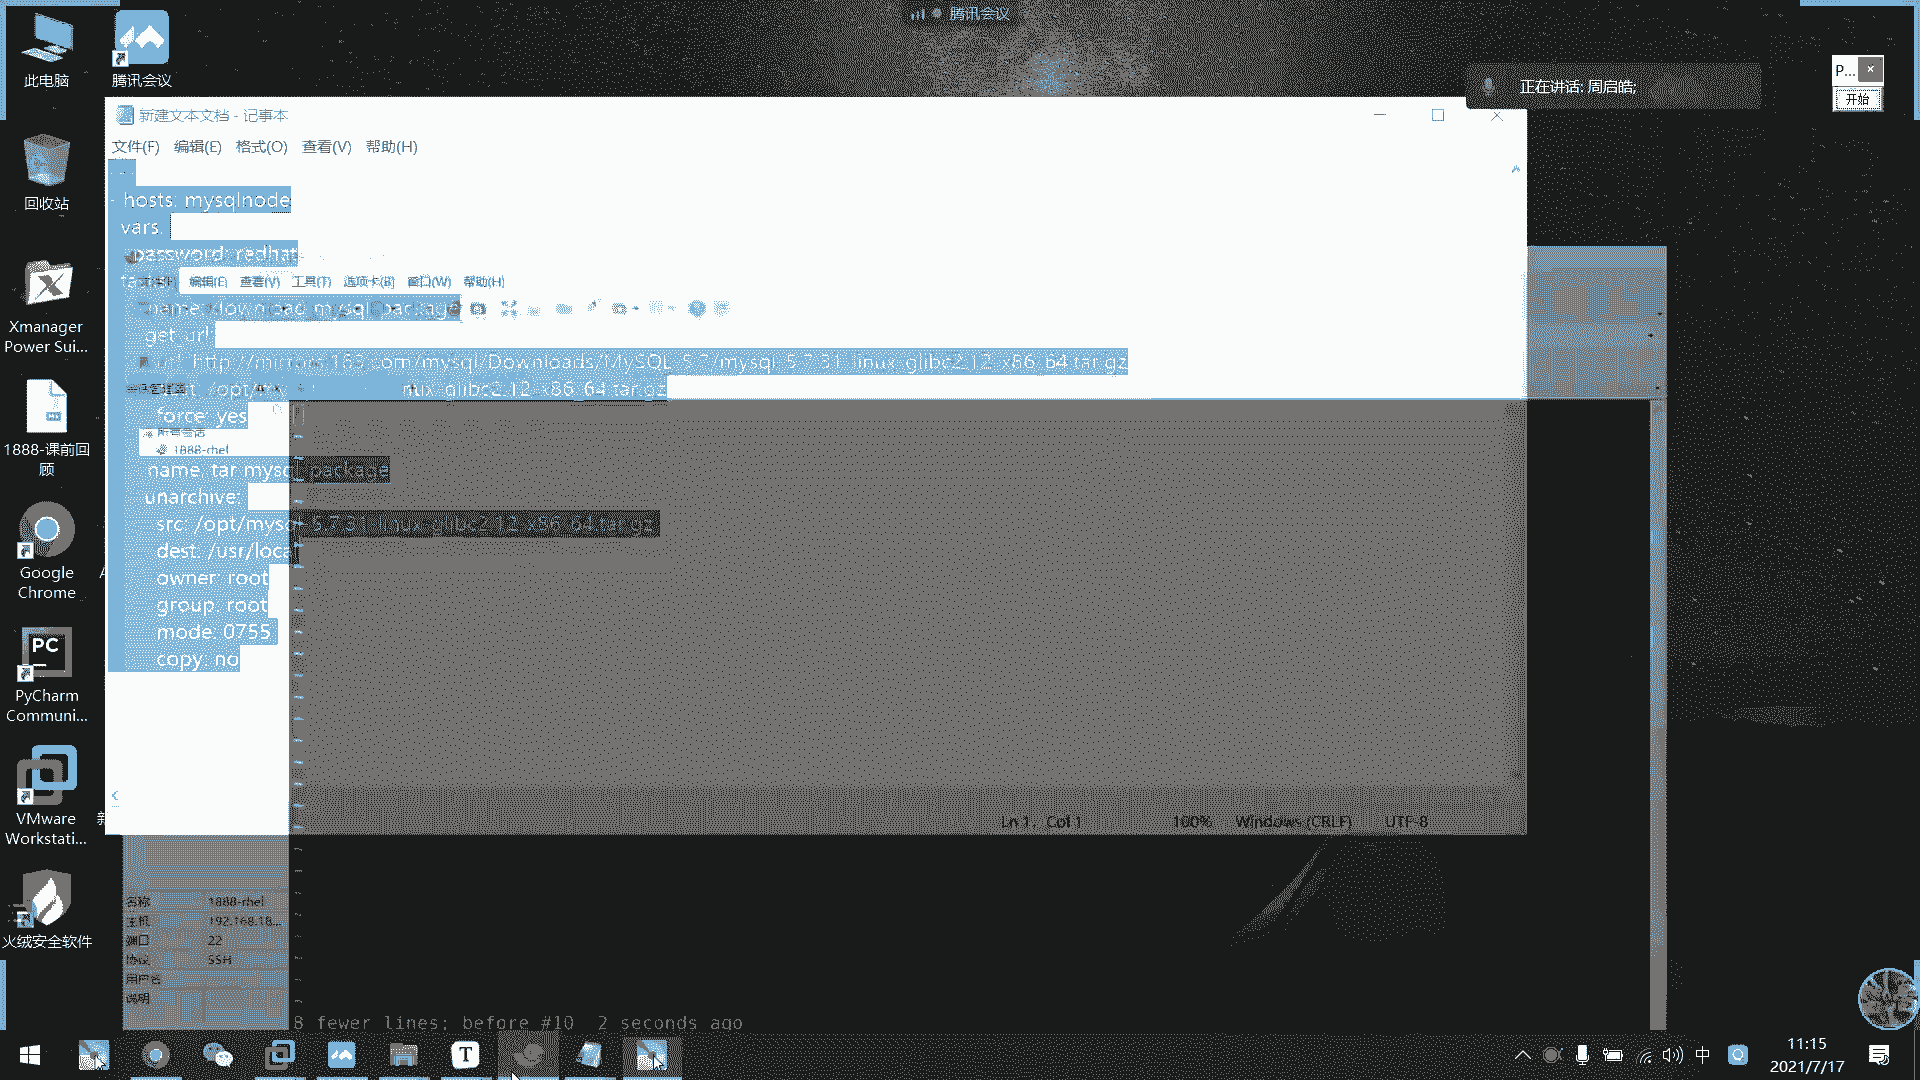 腾讯会议
此电脑
腾讯会议
正在讲话: 周启皓;
P...
开始
新建文本文档 - 记事本
文件(F) 编辑(E) 格式(O) 查看(V) 帮助(H)
- hosts: mysqlnode
vars:
password: redhat
编辑(E) 查看(V) 工具(T) 选项卡(B) 窗口(W) 帮助(H)
name: download mysql package
get_url:
http://mirrors.163.com/mysql/Downloads/MySQL-5.7/mysql-5.7.31-linux-glibc2.12-x86_64.tar.gz
/opt/my
glibc2.12-x86_64.tar.gz
force: yes
所有会话
1888-rhel
name: tar mysql package
unarchive:
src: /opt/mysql-5.7.31-linux-glibc2.12-x86_64.tar.gz
dest: /usr/local
owner: root
group: root
mode: 0755
copy: no
Ln 1, Col 1
100%
Windows (CRLF)
UTF-8
回收站
Xmanager
Power Sui...
1888-课前回
顾
Google
Chrome
PyCharm
Communi...
VMware
Workstati...
火绒安全软件
名称 1888-rhel
主机 192.168.18...
端口 22
协议 SSH
用户名
说明
8 fewer lines; before #10 2 seconds ago
中
11:15
2021/7/17